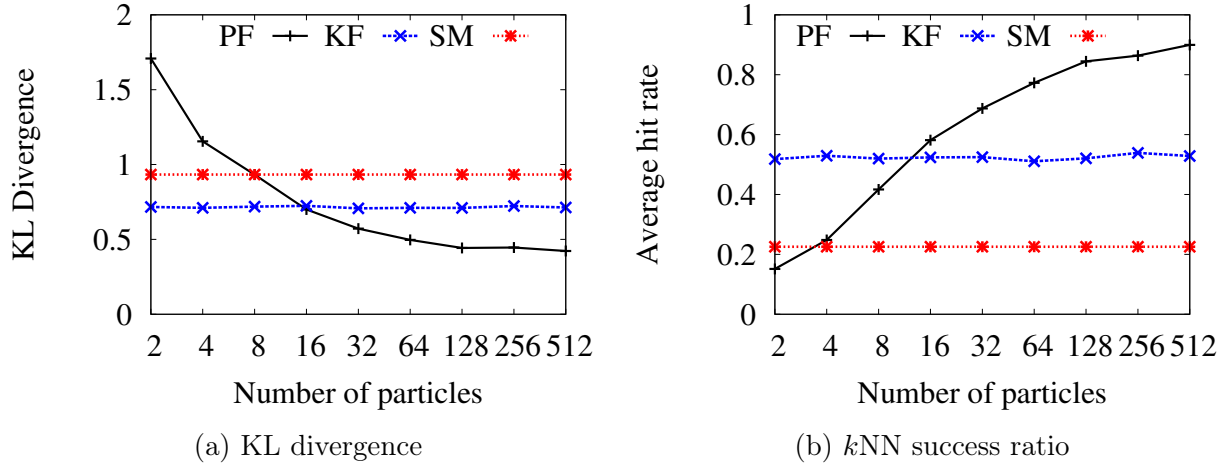 PF KF SM
KL Divergence
2
1.5
1
0.5
0
2 4 8 16 32 64 128 256 512
Number of particles
(a) KL divergence
PF KF SM
Average hit rate
1
0.8
0.6
0.4
0.2
0
2 4 8 16 32 64 128 256 512
Number of particles
(b) kNN success ratio